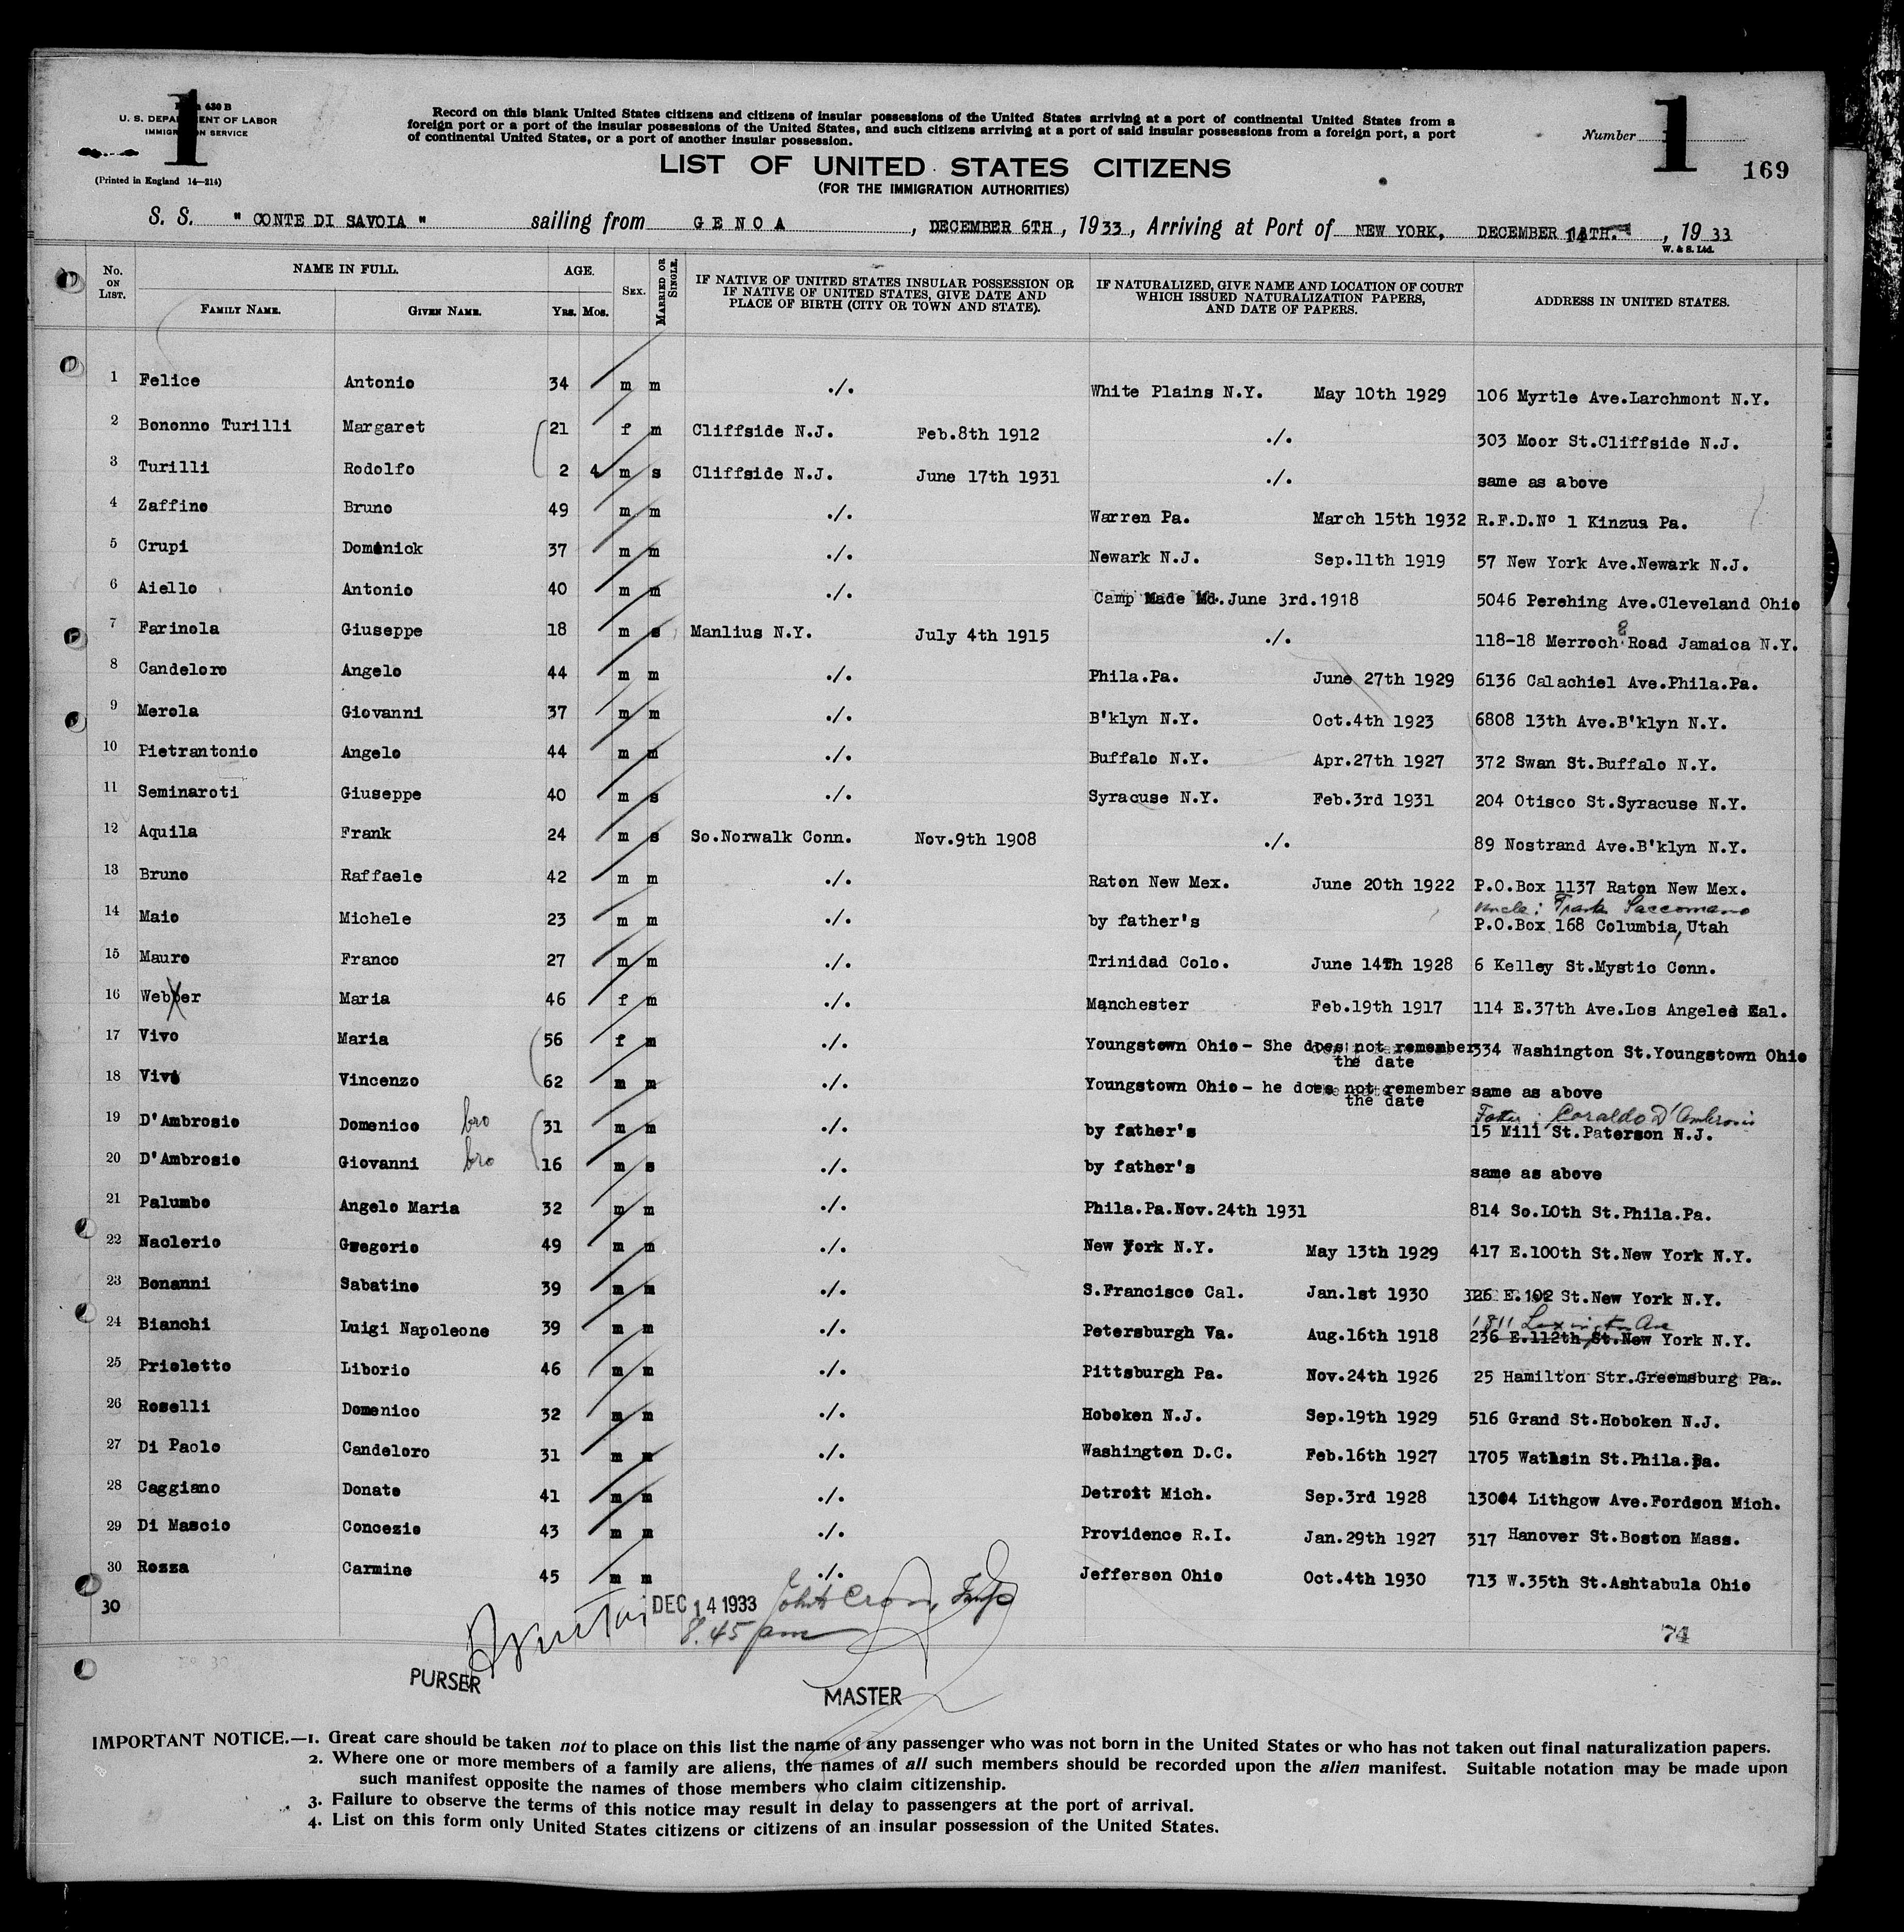 1
Form 630 B
U. S. DEPARTMENT OF LABOR
IMMIGRATION SERVICE
(Printed in England 14—214)
Record on this blank United States citizens and citizens of insular possessions of the United States arriving at a port of continental United States from a
foreign port or a port of the insular possessions of the United States, and such citizens arriving at a port of said insular possessions from a foreign port, a port
of continental United States, or a port of another insular possession.
Number 1
169
LIST OF UNITED STATES CITIZENS
(FOR THE IMMIGRATION AUTHORITIES)
S. S. " CONTE DI SAVOIA " sailing from GENOA , DECEMBER 6TH , 1933, Arriving at Port of NEW YORK, DECEMBER 14TH. , 1933
W. & S. Ltd.
No. ON LIST. NAME IN FULL. FAMILY NAME. GIVEN NAME. AGE. YRS. MOS. SEX. MARRIED OR SINGLE. IF NATIVE OF UNITED STATES INSULAR POSSESSION OR IF NATIVE OF UNITED STATES, GIVE DATE AND PLACE OF BIRTH (CITY OR TOWN AND STATE). IF NATURALIZED, GIVE NAME AND LOCATION OF COURT WHICH ISSUED NATURALIZATION PAPERS, AND DATE OF PAPERS. ADDRESS IN UNITED STATES.
1 Felice Antonio 34 m m ./. White Plains N.Y. May 10th 1929 106 Myrtle Ave.Larchmont N.Y.
2 Bononno Turilli Margaret 21 f m Cliffside N.J. Feb.8th 1912 ./. 303 Moor St.Cliffside N.J.
3 Turilli Rodolfo 2 4 m s Cliffside N.J. June 17th 1931 ./. same as above
4 Zaffino Bruno 49 m m ./. Warren Pa. March 15th 1932 R.F.D.Nº 1 Kinzua Pa.
5 Crupi Dominick 37 m m ./. Newark N.J. Sep.11th 1919 57 New York Ave.Newark N.J.
6 Aiello Antonio 40 m m ./. Camp Made Md.June 3rd.1918 5046 Perehing Ave.Cleveland Ohio
7 Farinola Giuseppe 18 m s Manlius N.Y. July 4th 1915 ./. 118-18 Merroch Road Jamaica N.Y.
8 Candeloro Angelo 44 m m ./. Phila.Pa. June 27th 1929 6136 Calachiel Ave.Phila.Pa.
9 Merola Giovanni 37 m m ./. B'klyn N.Y. Oct.4th 1923 6808 13th Ave.B'klyn N.Y.
10 Pietrantonio Angelo 44 m m ./. Buffalo N.Y. Apr.27th 1927 372 Swan St.Buffalo N.Y.
11 Seminaroti Giuseppe 40 m s ./. Syracuse N.Y. Feb.3rd 1931 204 Otisco St.Syracuse N.Y.
12 Aquila Frank 24 m s So.Norwalk Conn. Nov.9th 1908 ./. 89 Nostrand Ave.B'klyn N.Y.
13 Bruno Raffaele 42 m m ./. Raton New Mex. June 20th 1922 P.O.Box 1137 Raton New Mex.
uncle: Frank Saccomano
14 Maio Michele 23 m m ./. by father's P.O.Box 168 Columbia, Utah
15 Mauro Franco 27 m m ./. Trinidad Colo. June 14th 1928 6 Kelley St.Mystic Conn.
16 Webber Maria 46 f m ./. Manchester Feb.19th 1917 114 E.37th Ave.Los Angeles Cal.
17 Vivo Maria 56 f m ./. Youngstown Ohio - She does not remember 334 Washington St.Youngstown Ohio
the date
18 Vivo Vincenzo 62 m m ./. Youngstown Ohio - he does not remember same as above
the date
Father: Coraldo D'Ambrosio
19 D'Ambrosio Domenico bro 31 m m ./. by father's 15 Mill St.Paterson N.J.
20 D'Ambrosio Giovanni bro 16 m s ./. by father's same as above
21 Palumbo Angelo Maria 32 m m ./. Phila.Pa.Nov.24th 1931 814 So.10th St.Phila.Pa.
22 Naclerio Gregorio 49 m m ./. New York N.Y. May 13th 1929 417 E.100th St.New York N.Y.
23 Bonanni Sabatino 39 m m ./. S.Francisco Cal. Jan.1st 1930 326 E.102 St.New York N.Y.
1811 Lexington Ave
24 Bianchi Luigi Napoleone 39 m m ./. Petersburgh Va. Aug.16th 1918 236 E.112th St.New York N.Y.
25 Prioletto Liborio 46 m m ./. Pittsburgh Pa. Nov.24th 1926 25 Hamilton Str.Greemsburg Pa.
26 Roselli Domenico 32 m m ./. Hoboken N.J. Sep.19th 1929 516 Grand St.Hoboken N.J.
27 Di Paolo Candeloro 31 m m ./. Washington D.C. Feb.16th 1927 1705 Wathsin St.Phila.Pa.
28 Caggiano Donato 41 m m ./. Detroit Mich. Sep.3rd 1928 13004 Lithgow Ave.Fordson Mich.
29 Di Mascio Concezio 43 m m ./. Providence R.I. Jan.29th 1927 317 Hanover St.Boston Mass.
30 Rossa Carmine 45 m m ./. Jefferson Ohio Oct.4th 1930 713 W.35th St.Ashtabula Ohio
30
DEC 14 1933
8.45 am
74
PURSER
MASTER
IMPORTANT NOTICE.—1. Great care should be taken not to place on this list the name of any passenger who was not born in the United States or who has not taken out final naturalization papers.
2. Where one or more members of a family are aliens, the names of all such members should be recorded upon the alien manifest. Suitable notation may be made upon
such manifest opposite the names of those members who claim citizenship.
3. Failure to observe the terms of this notice may result in delay to passengers at the port of arrival.
4. List on this form only United States citizens or citizens of an insular possession of the United States.